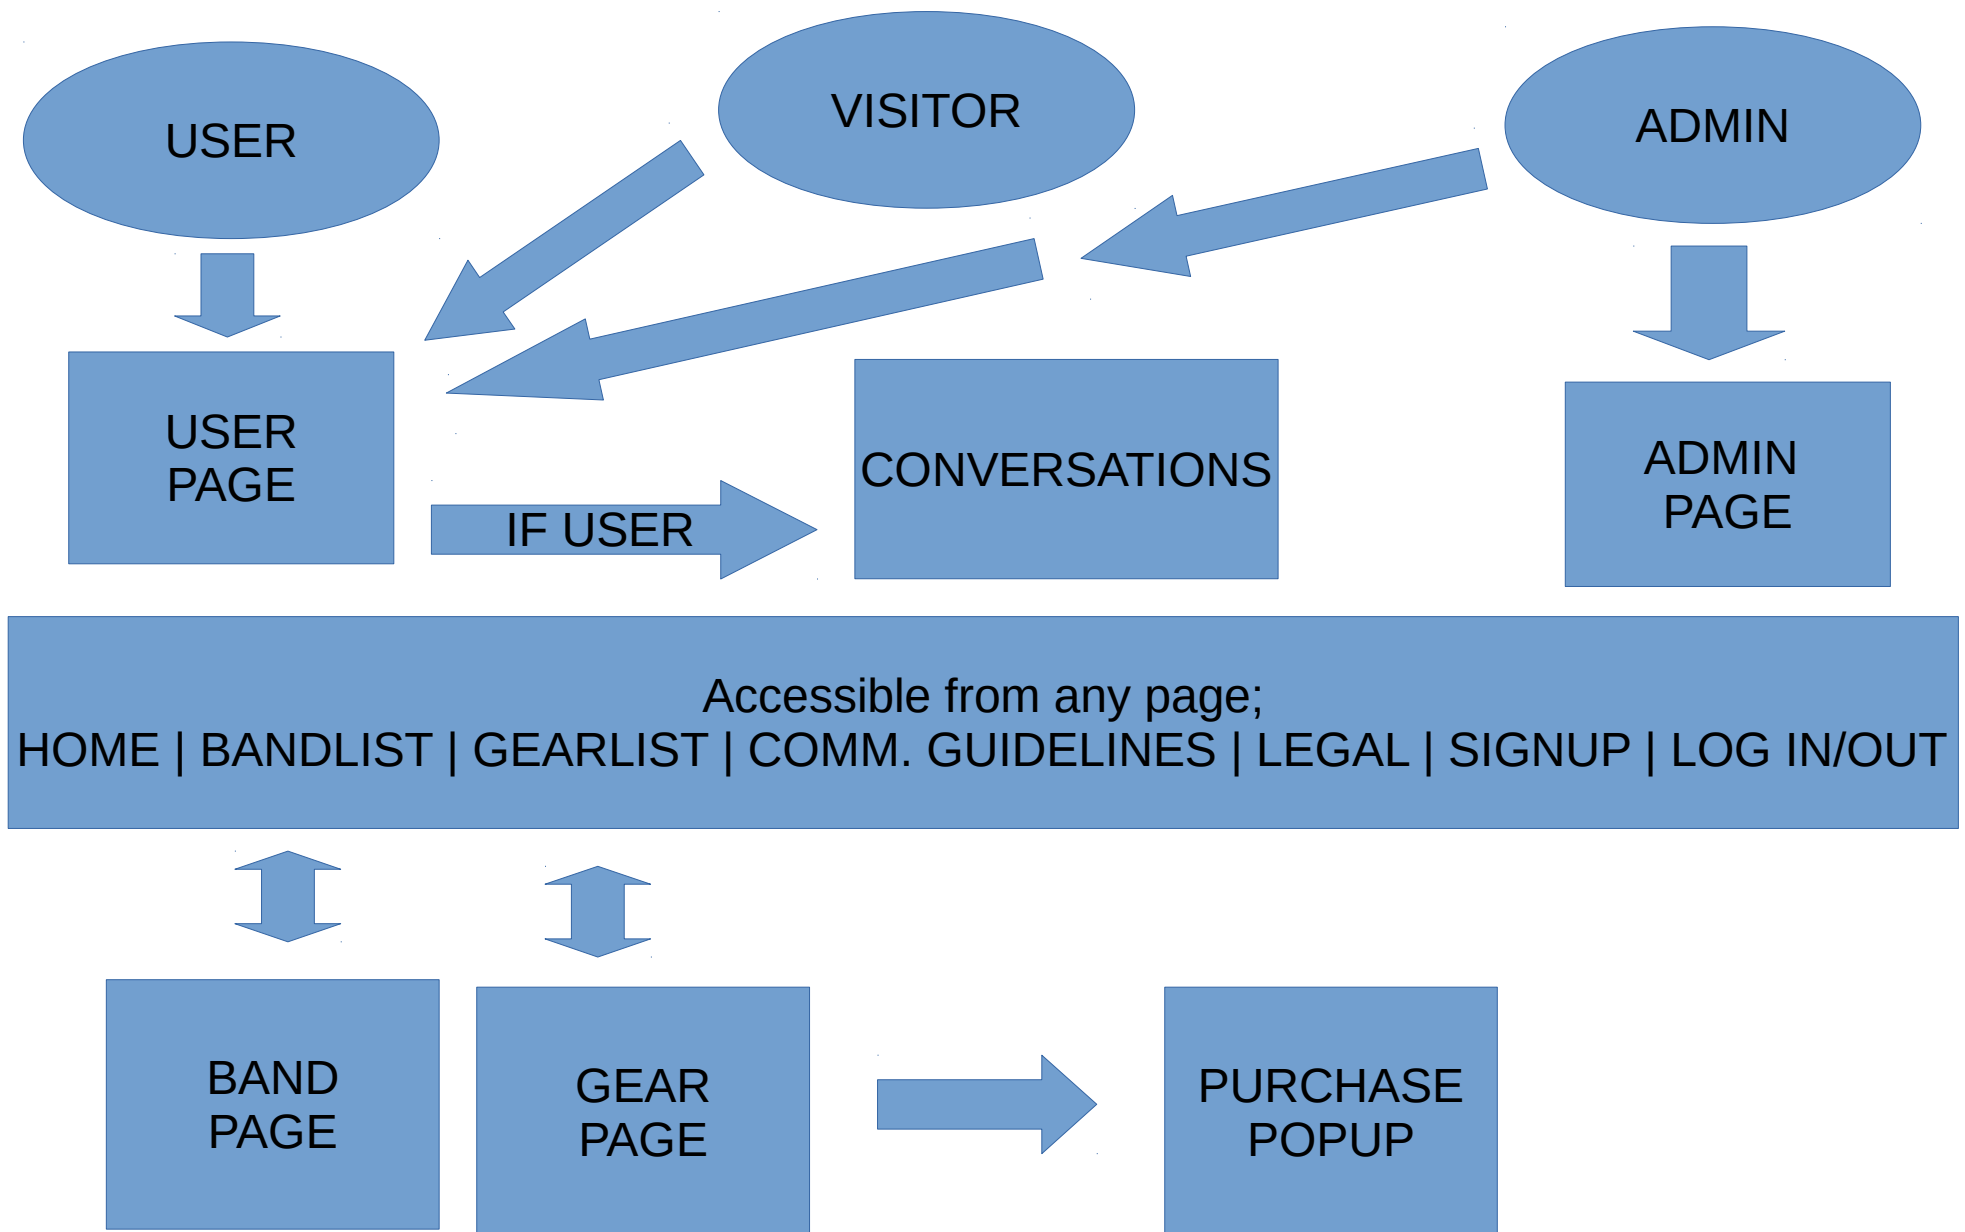 USER
VISITOR
ADMIN
USER
PAGE
IF USER
CONVERSATIONS
ADMIN
PAGE
Accessible from any page;
HOME | BANDLIST | GEARLIST | COMM. GUIDELINES | LEGAL | SIGNUP | LOG IN/OUT
BAND
PAGE
GEAR
PAGE
PURCHASE
POPUP